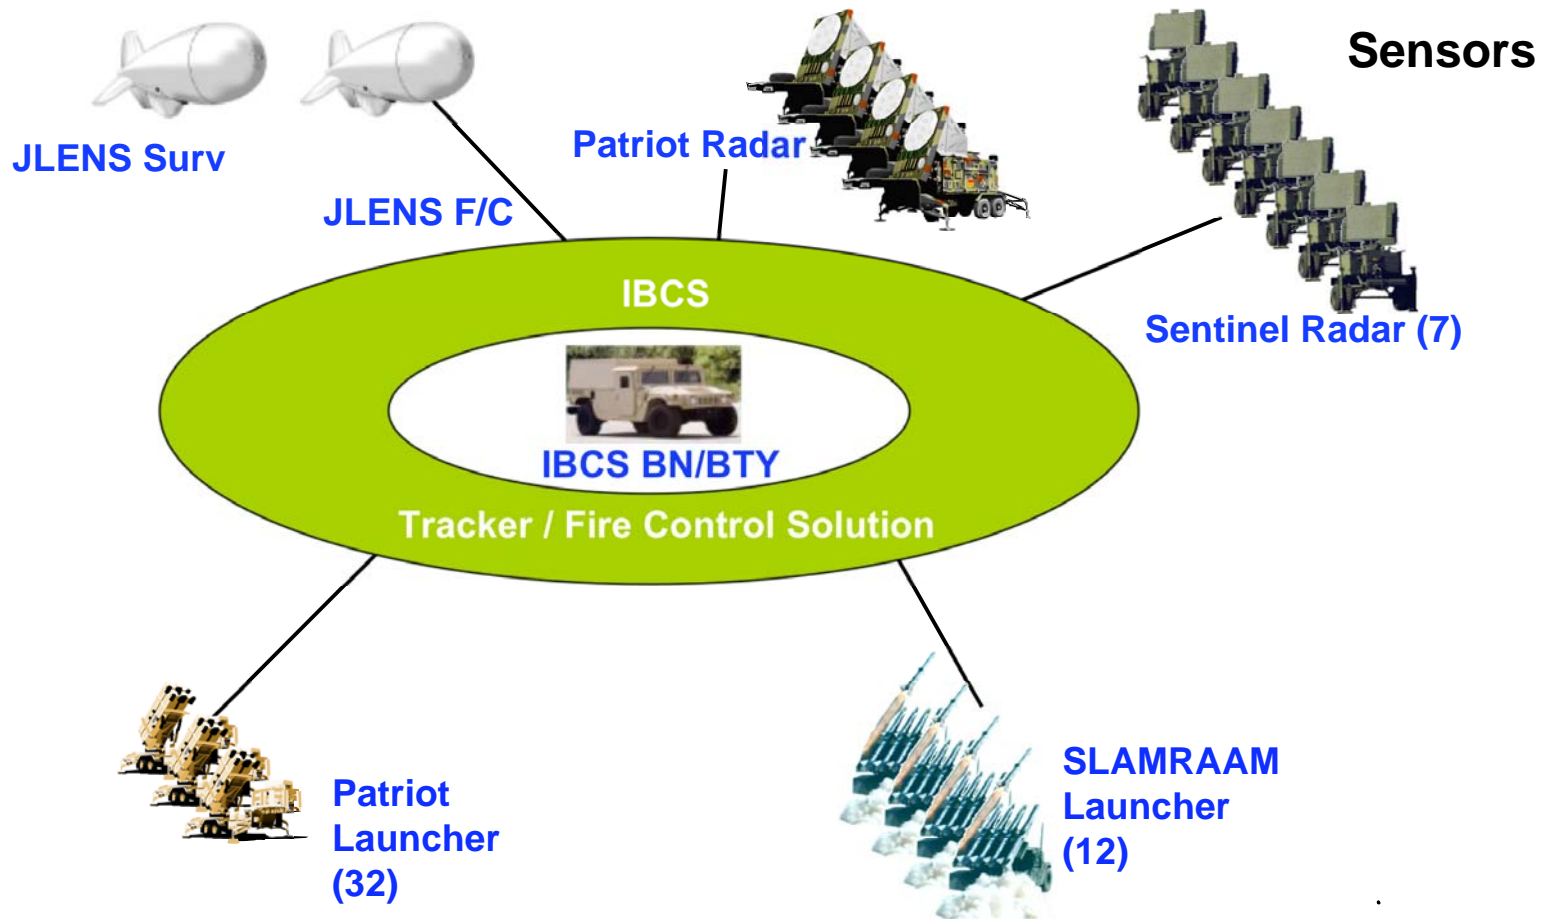 Sensors
JLENS Surv
Patriot Radar
JLENS F/C
IBCS
Sentinel Radar (7)
IBCS BN/BTY
Tracker / Fire Control Solution
Patriot
Launcher
(32)
SLAMRAAM
Launcher
(12)